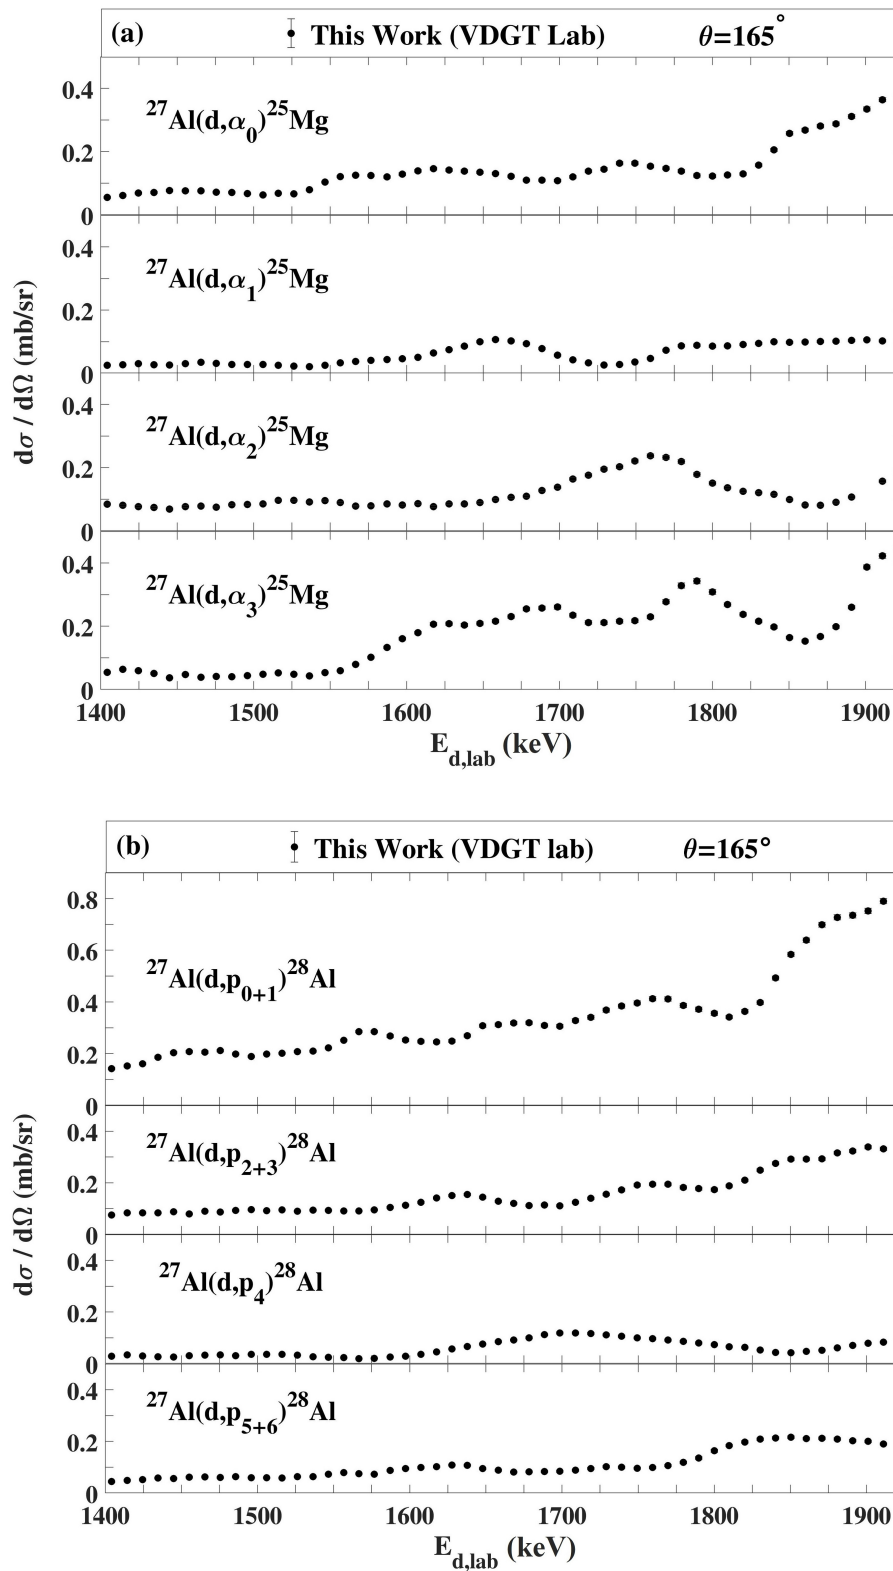 (a) This Work (VDGT Lab) θ=165°
0.4
²⁷Al(d,α₀)²⁵Mg
0.2
0
0.4
²⁷Al(d,α₁)²⁵Mg
0.2
0
0.4
²⁷Al(d,α₂)²⁵Mg
0.2
0
0.4
²⁷Al(d,α₃)²⁵Mg
0.2
0
dσ / dΩ (mb/sr)
1400 1500 1600 1700 1800 1900
E_d,lab (keV)
(b) This Work (VDGT lab) θ=165°
0.8
0.6
²⁷Al(d,p₀₊₁)²⁸Al
0.4
0.2
0
0.4
²⁷Al(d,p₂₊₃)²⁸Al
0.2
0
0.4
²⁷Al(d,p₄)²⁸Al
0.2
0
0.4
²⁷Al(d,p₅₊₆)²⁸Al
0.2
0
dσ / dΩ (mb/sr)
1400 1500 1600 1700 1800 1900
E_d,lab (keV)